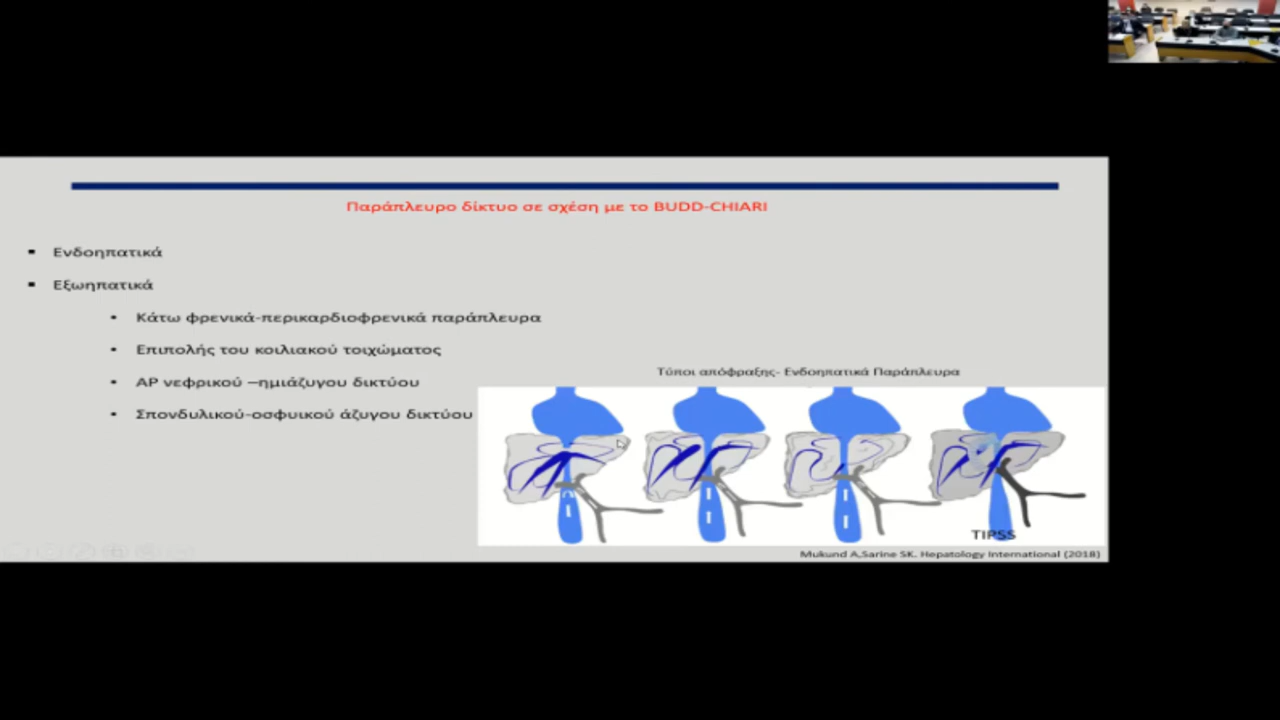 Παράπλευρο δίκτυο σε σχέση με το BUDD-CHIARI
▪ Ενδοηπατικά
▪ Εξωηπατικά
• Κάτω φρενικά-περικαρδιοφρενικά παράπλευρα
• Επιπολής του κοιλιακού τοιχώματος
• ΑΡ νεφρικού –ημιάζυγου δικτύου
• Σπονδυλικού-οσφυικού άζυγου δικτύου
Τύποι απόφραξης- Ενδοηπατικά Παράπλευρα
TIPSS
Mukund A,Sarine SK. Hepatology International (2018)